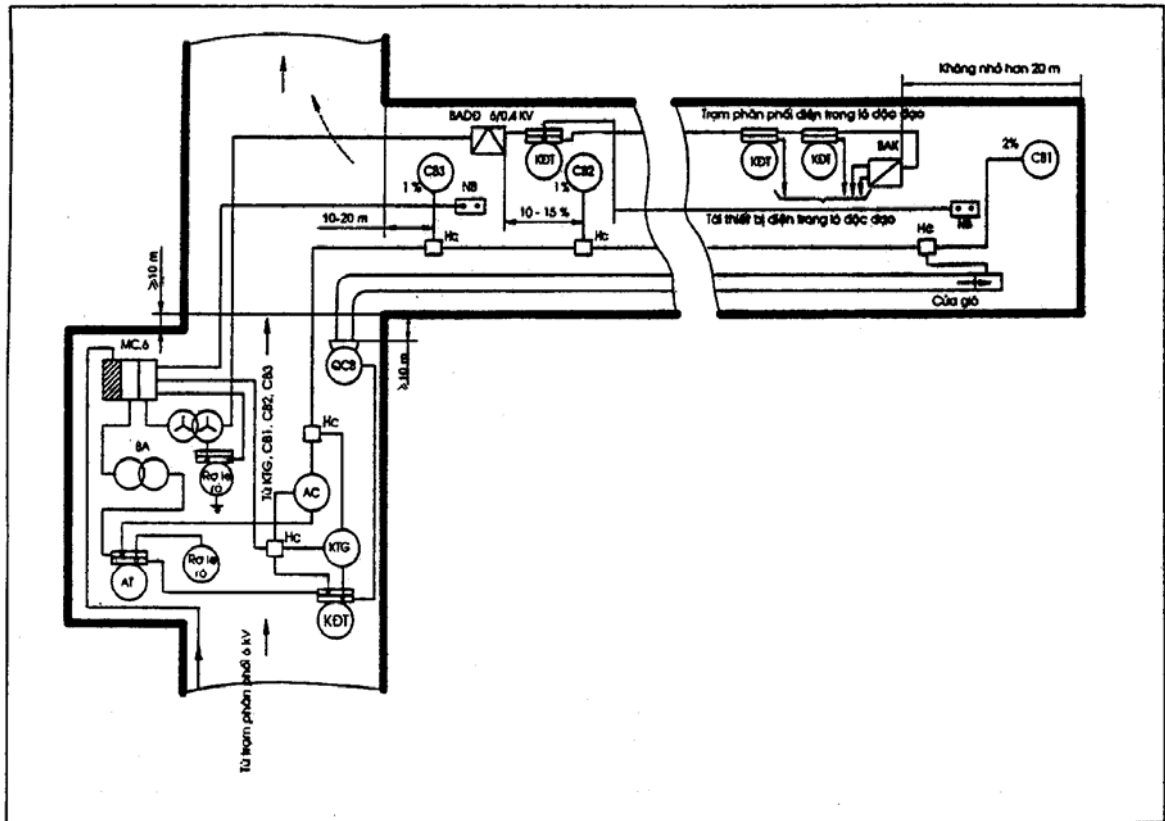 Không nhỏ hơn 20 m
BADĐ 6/0,4 KV
Trạm phân phối điện trong lò dọc đạo
KĐT
KĐT
KĐT
BAK
2%
CB1
CB3
1 %
NB
CB2
1 %
10-20 m
10 - 15 %
Tới thiết bị điện trong lò dọc đạo
NB
Hc
Hc
Hc
≥10 m
Cửa gió
MC.6
QCB
≥10 m
Từ KTG, CB1, CB2, CB3
BA
Rơ le
rò
Hc
AC
Hc
KTG
AT
Rơ le
rò
KĐT
Từ trạm phân phối 6 kV